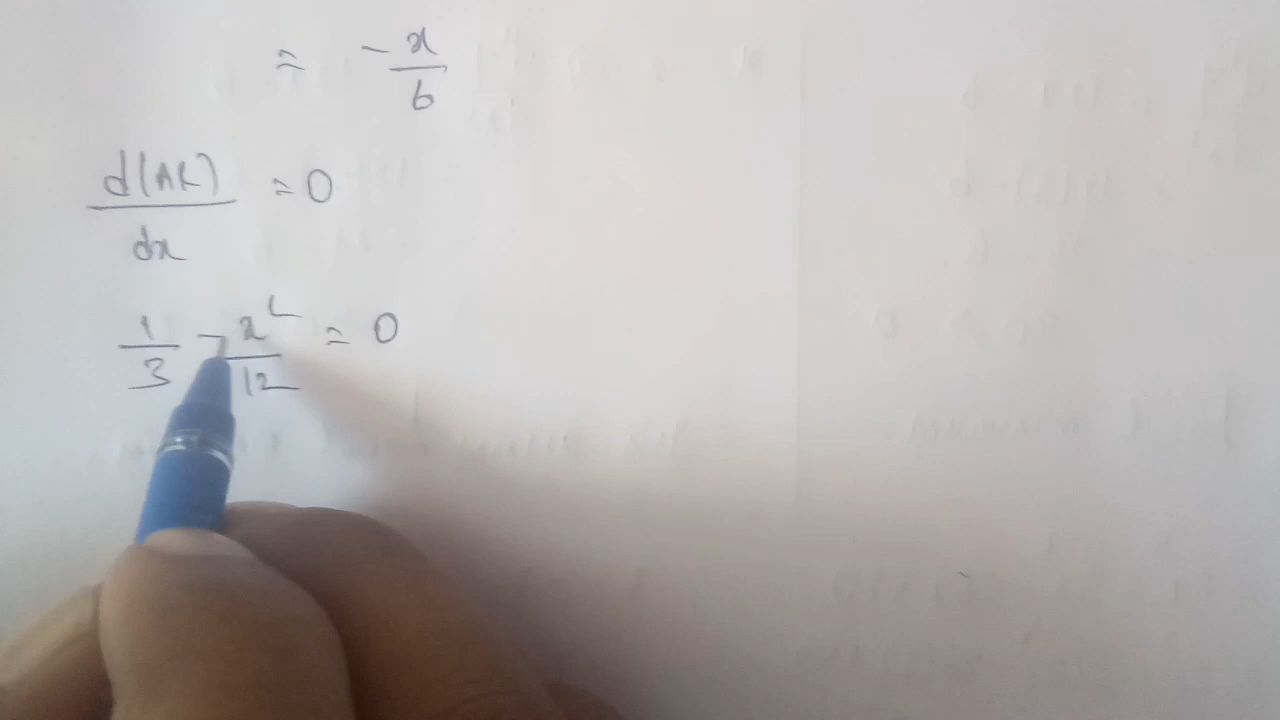 = - x/6
d(AR)/dx = 0
1/3 - x²/12 = 0